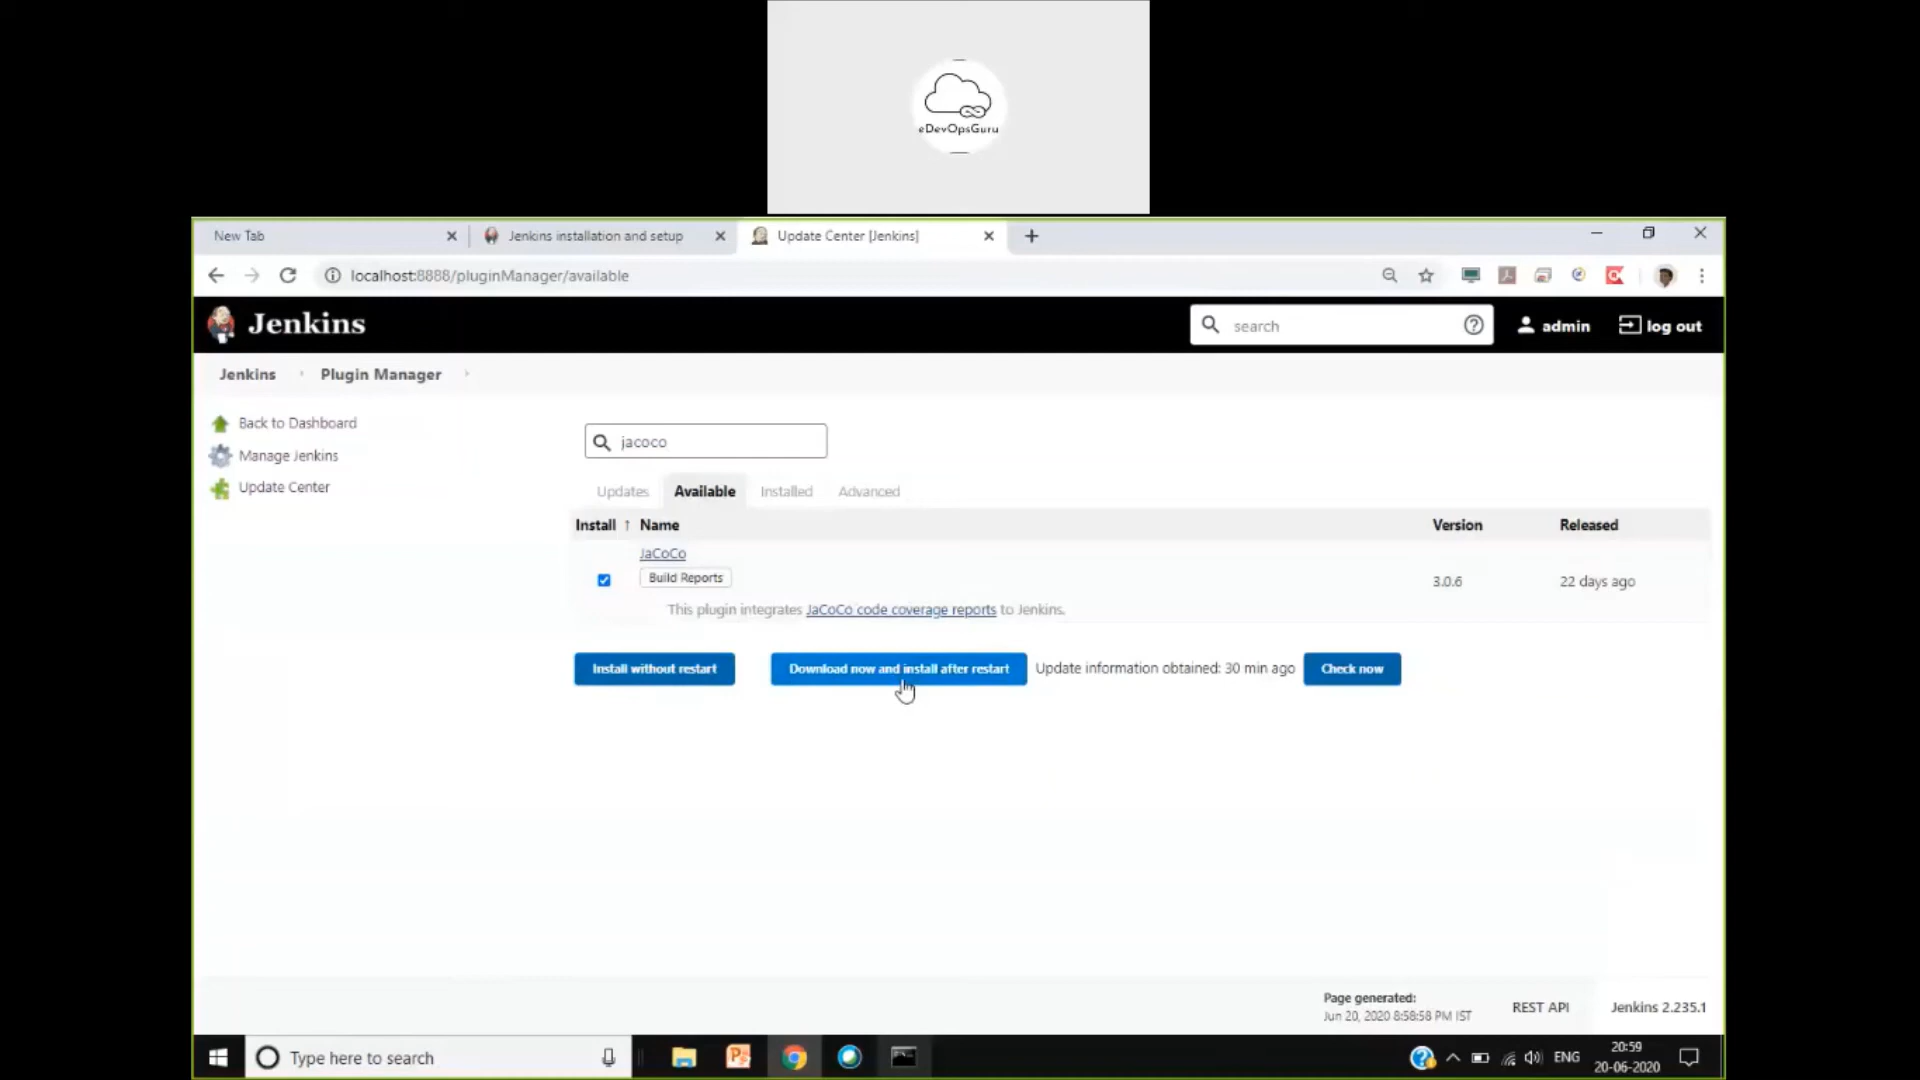 eDevOpsGuru
New Tab
Jenkins installation and setup
Update Center [Jenkins]
localhost:8888/pluginManager/available
Jenkins
search
admin
log out
Jenkins
Plugin Manager
Back to Dashboard
Manage Jenkins
Update Center
jacoco
Updates
Available
Installed
Advanced
Install ↑ Name
Version
Released
JaCoCo
Build Reports
3.0.6
22 days ago
This plugin integrates JaCoCo code coverage reports to Jenkins.
Install without restart
Download now and install after restart
Update information obtained: 30 min ago
Check now
Page generated:
Jun 20, 2020 8:58:58 PM IST
REST API
Jenkins 2.235.1
Type here to search
ENG
20:59
20-06-2020